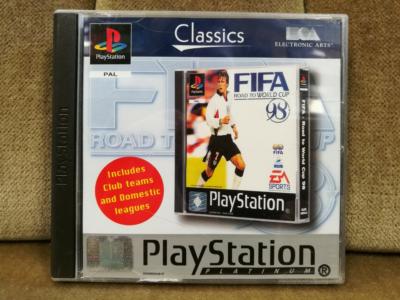 Classics
ELECTRONIC ARTS
PAL
PlayStation
FIFA
ROAD TO WORLD CUP
98
FIFA - Road to World Cup 98
Includes
Club teams
and Domestic
leagues
EA
SPORTS
PlayStation
PlayStation
PLATINUM